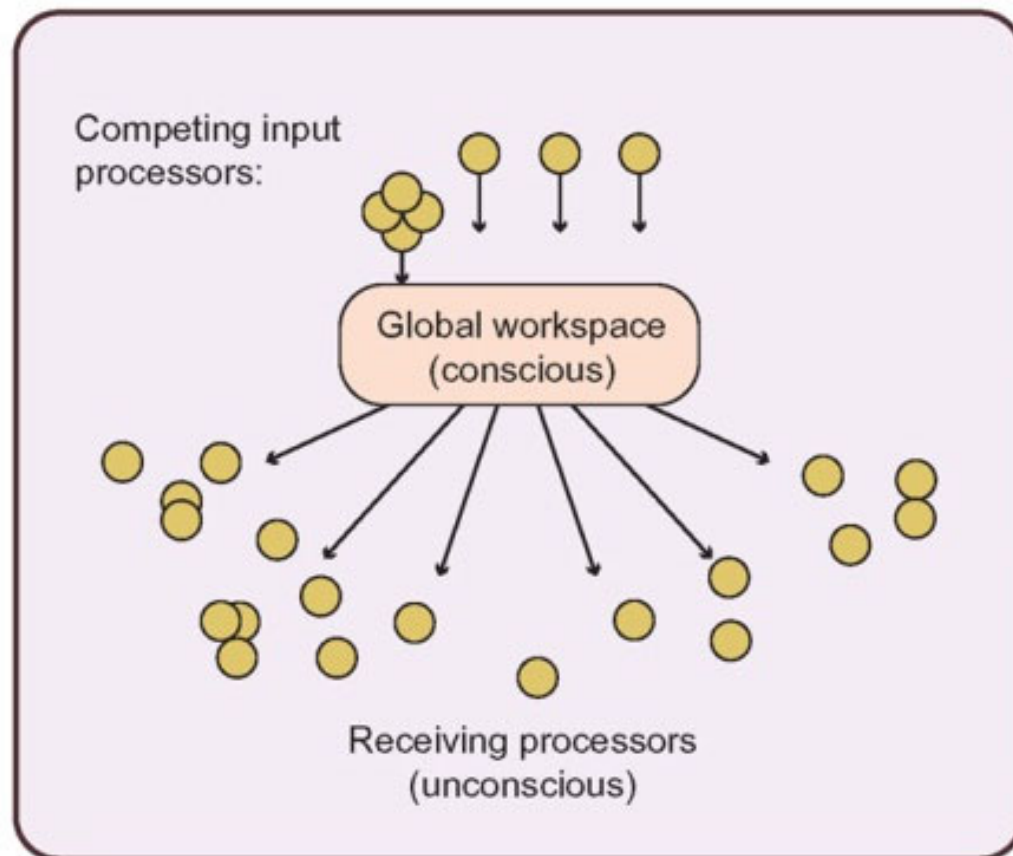 Competing input
processors:
Global workspace
(conscious)
Receiving processors
(unconscious)